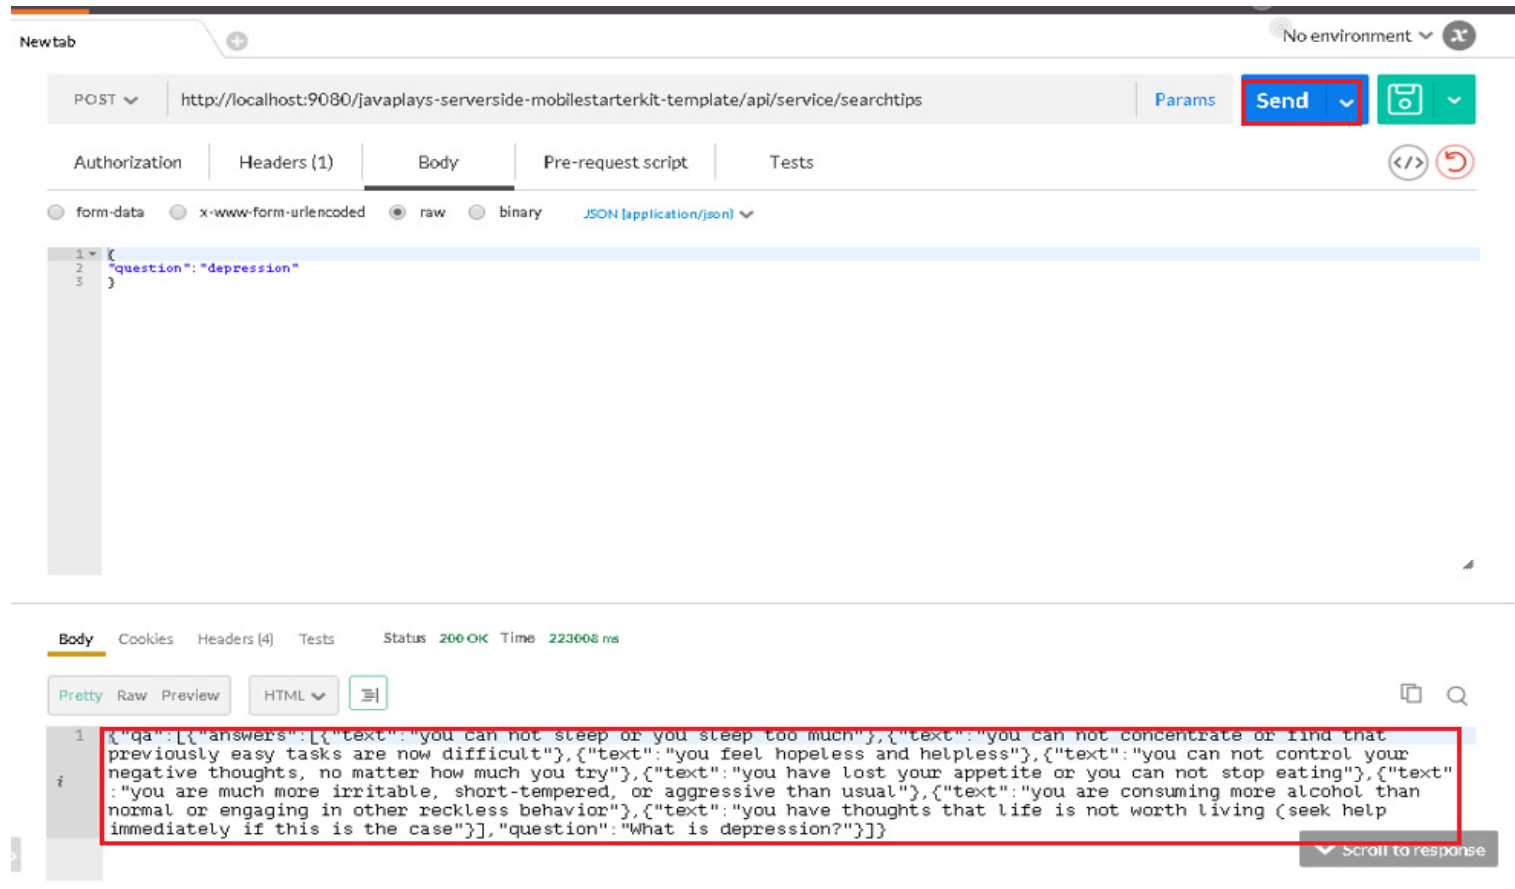 New tab
No environment
POST http://localhost:9080/javaplays-serverside-mobilestarterkit-template/api/service/searchtips Params Send
Authorization Headers (1) Body Pre-request script Tests
form-data x-www-form-urlencoded raw binary JSON (application/json)
1 {
2 "question":"depression"
3 }
Body Cookies Headers (4) Tests Status 200 OK Time 223008 ms
Pretty Raw Preview HTML
1 {"qa":[{"answers":[{"text":"you can not sleep or you sleep too much"},{"text":"you can not concentrate or find that
previously easy tasks are now difficult"},{"text":"you feel hopeless and helpless"},{"text":"you can not control your
negative thoughts, no matter how much you try"},{"text":"you have lost your appetite or you can not stop eating"},{"text"
i :"you are much more irritable, short-tempered, or aggressive than usual"},{"text":"you are consuming more alcohol than
normal or engaging in other reckless behavior"},{"text":"you have thoughts that life is not worth living (seek help
immediately if this is the case"}],"question":"What is depression?"}]}
Scroll to response